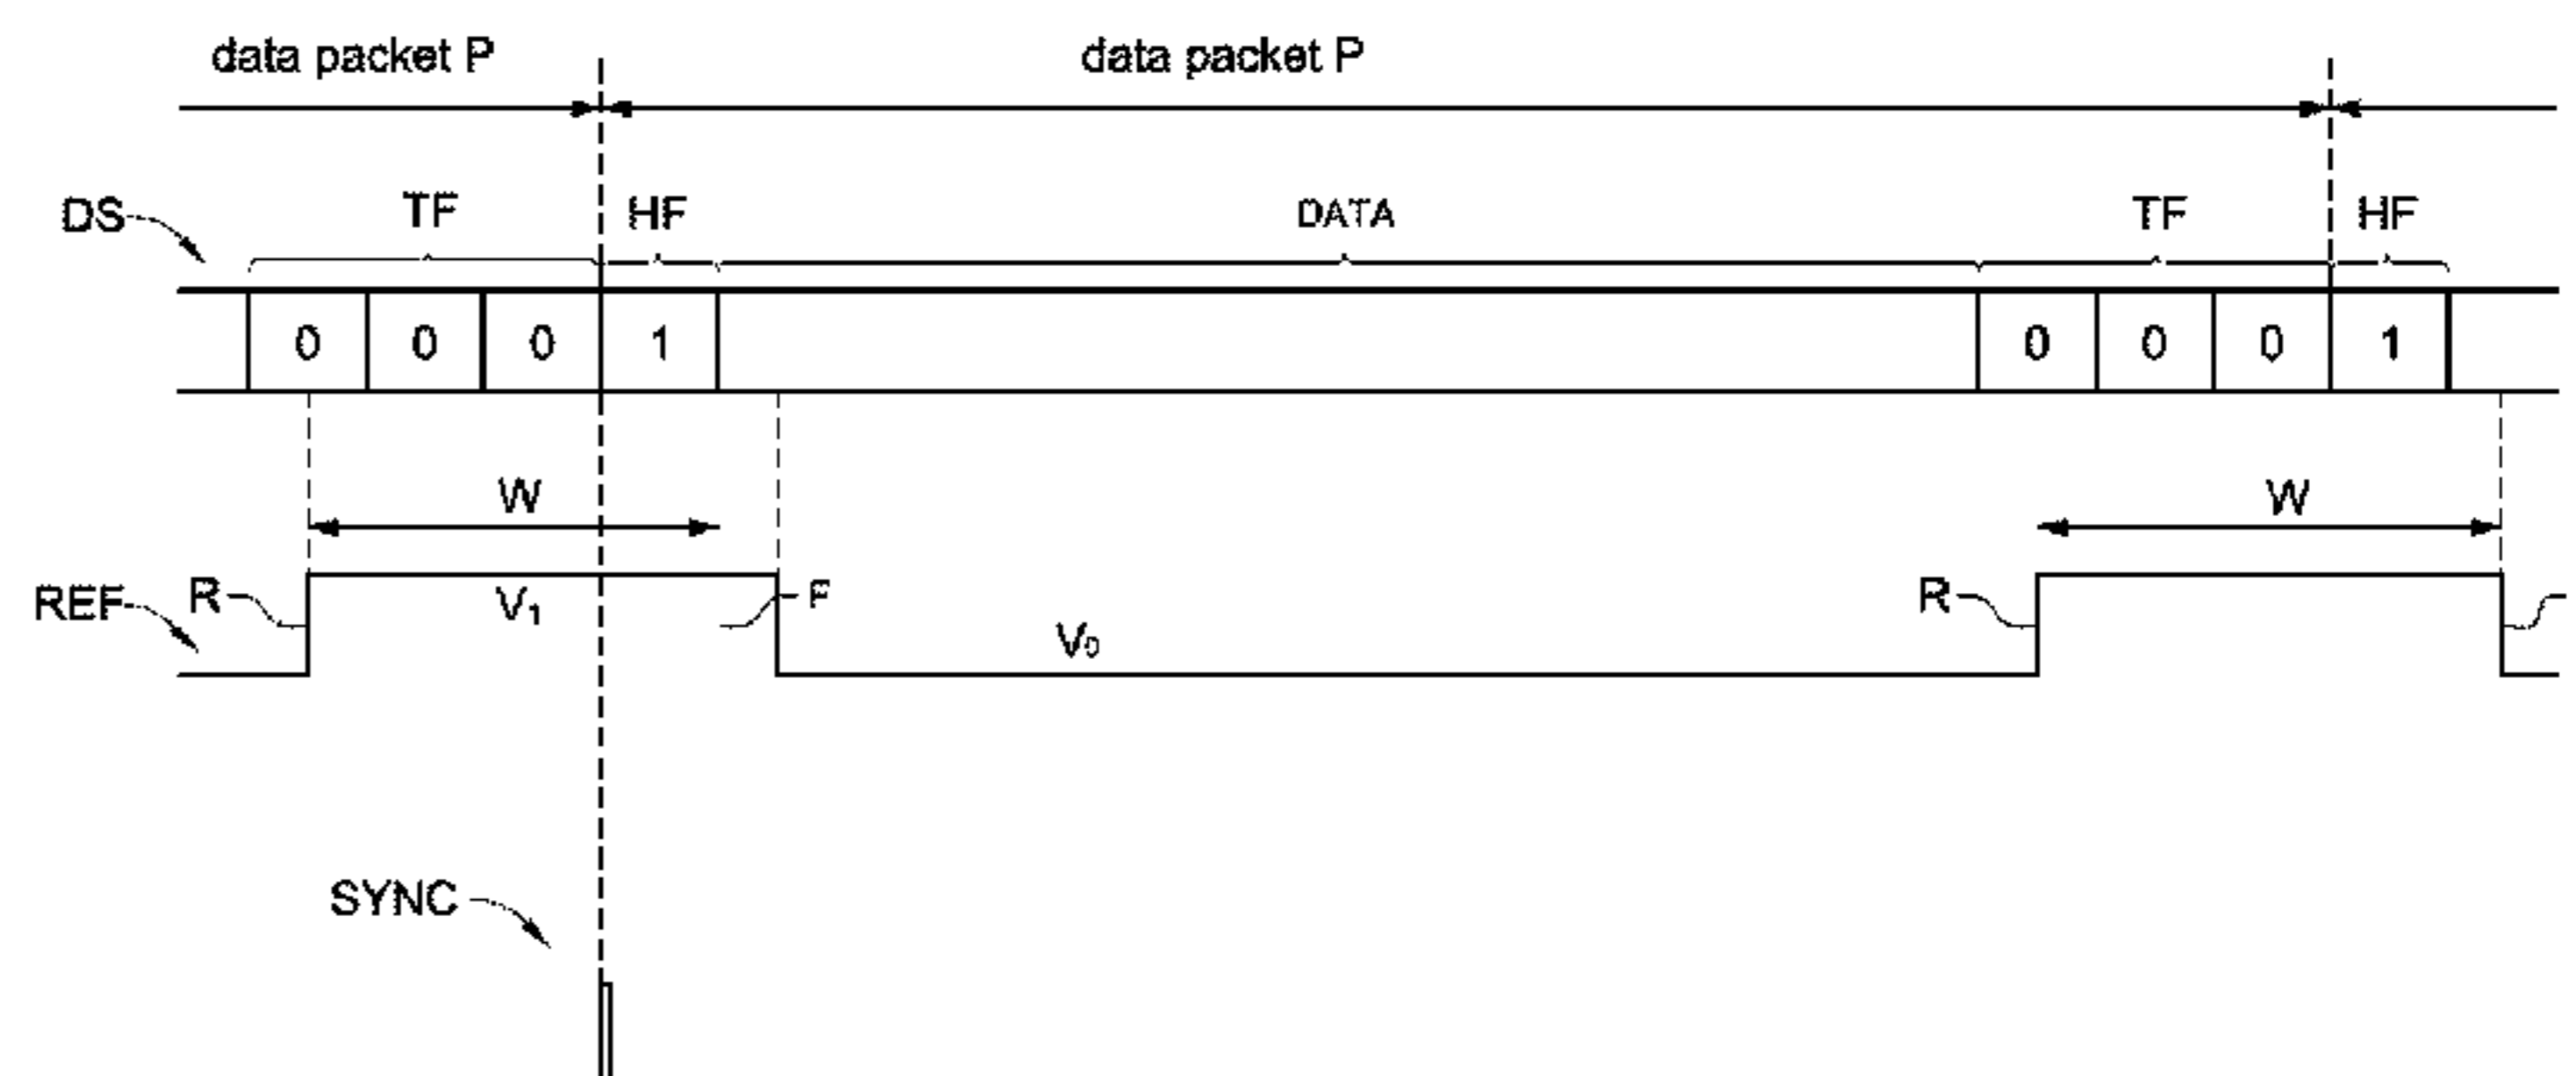 data packet P data packet P
DS TF HF DATA TF HF
0 0 0 1 0 0 0 1
W W
REF R V₁ F V₀ R
SYNC